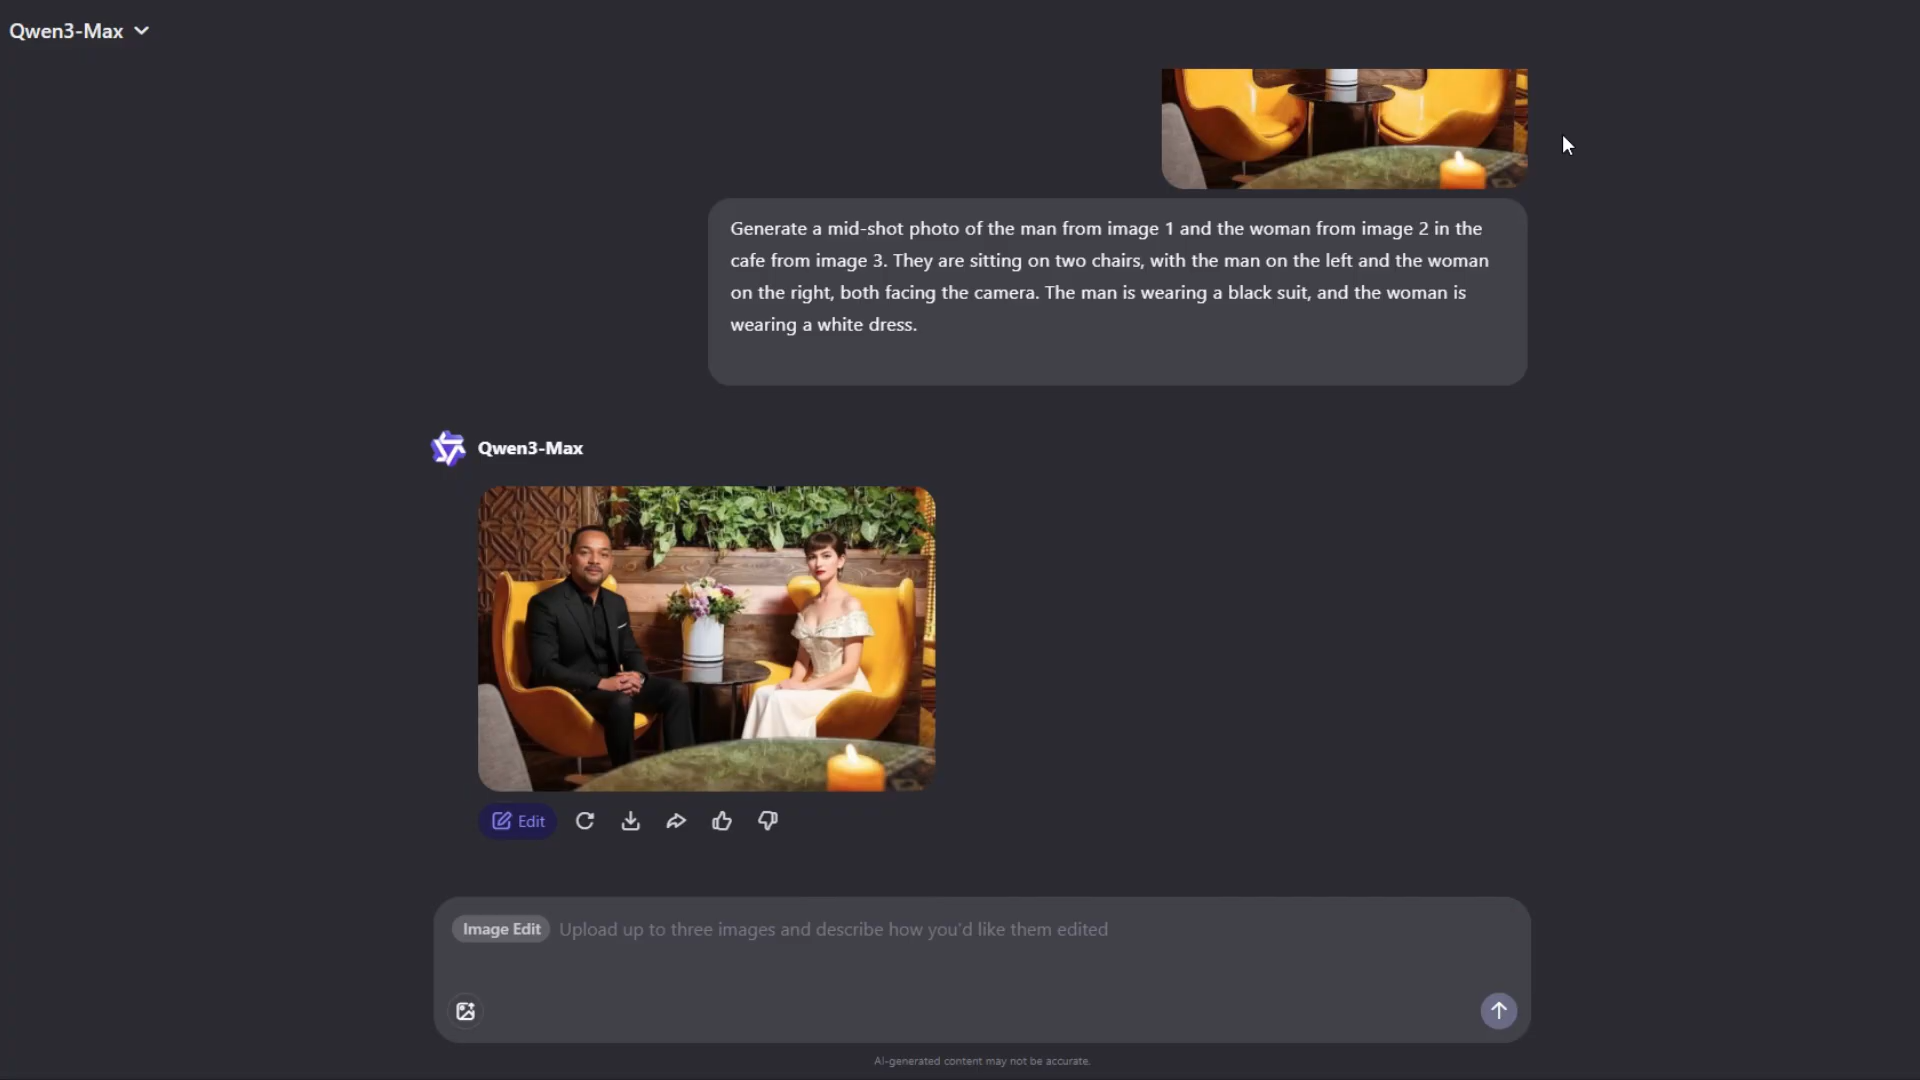 Qwen3-Max
Generate a mid-shot photo of the man from image 1 and the woman from image 2 in the
cafe from image 3. They are sitting on two chairs, with the man on the left and the woman
on the right, both facing the camera. The man is wearing a black suit, and the woman is
wearing a white dress.
Qwen3-Max
Edit
Image Edit Upload up to three images and describe how you'd like them edited
AI-generated content may not be accurate.